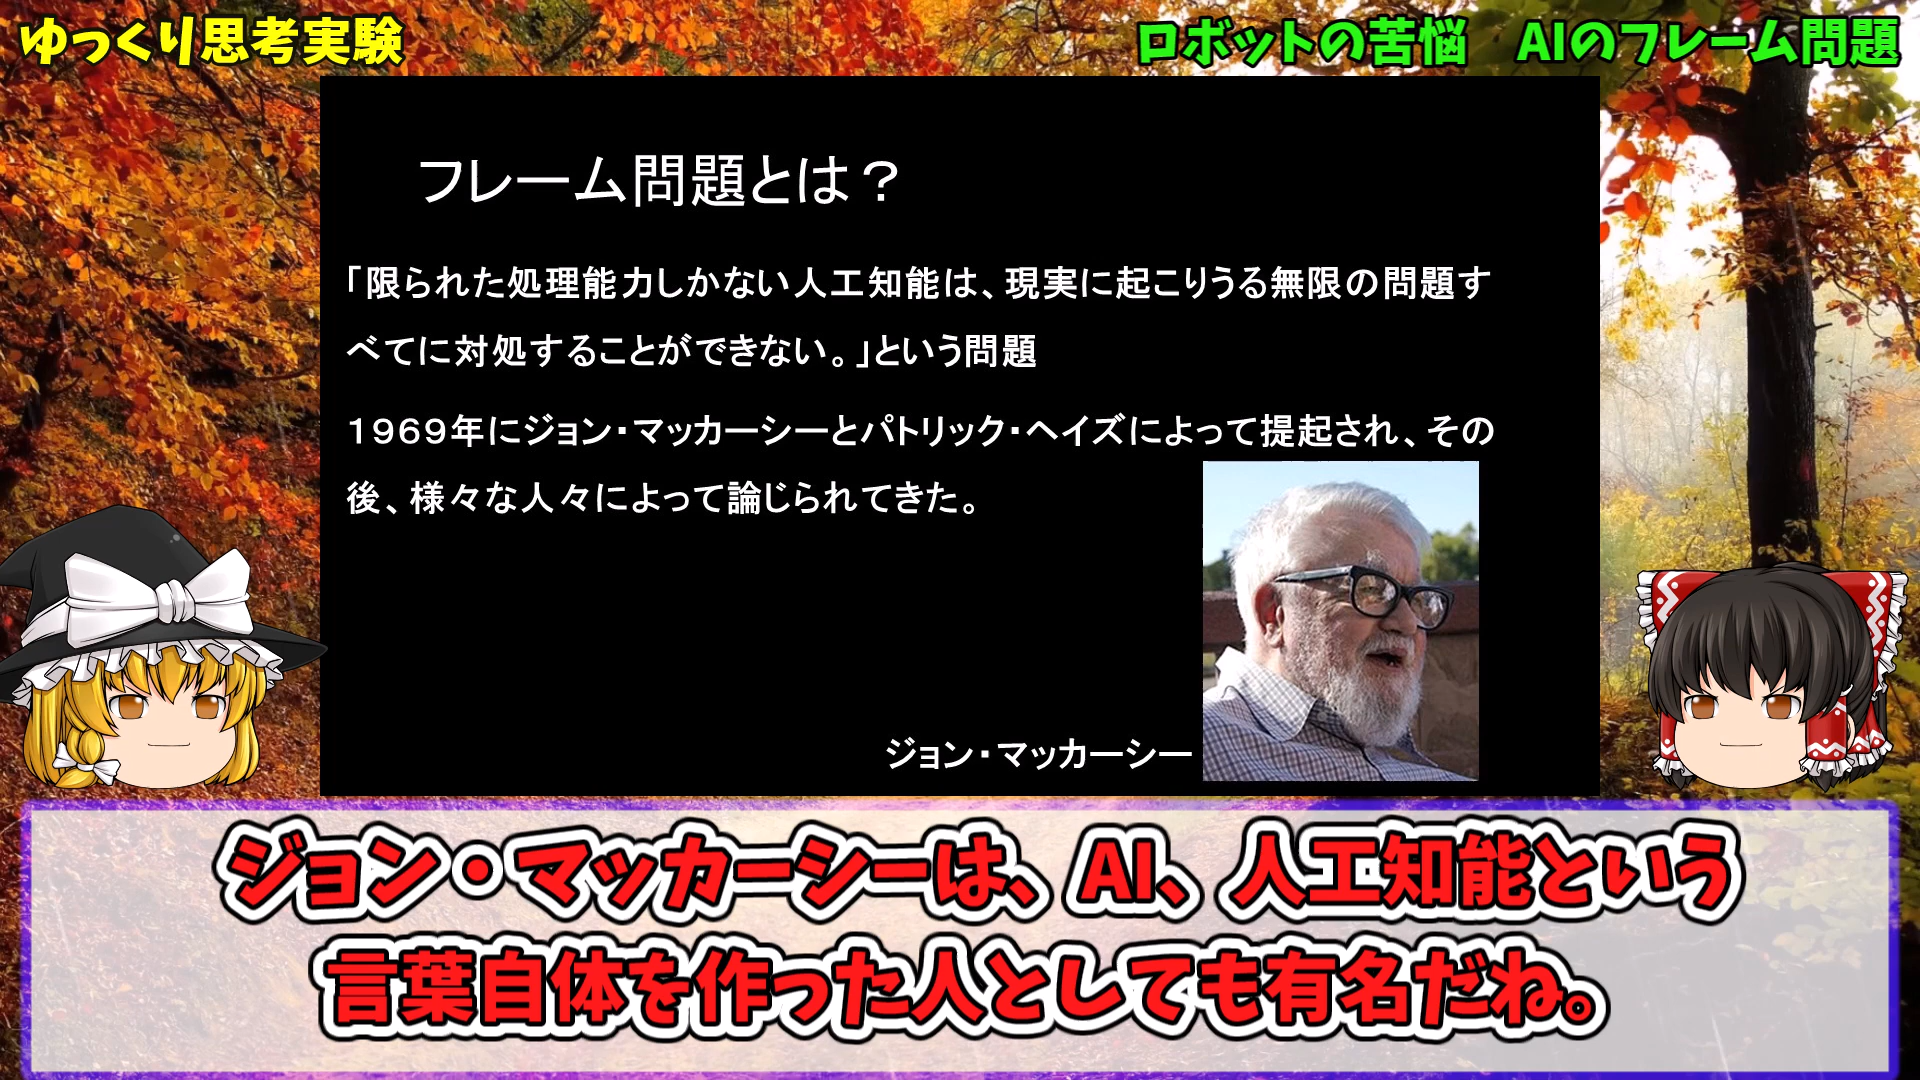 ゆっくり思考実験
ロボットの苦悩　AIのフレーム問題
フレーム問題とは？
「限られた処理能力しかない人工知能は、現実に起こりうる無限の問題す
べてに対処することができない。」という問題
１９６９年にジョン・マッカーシーとパトリック・ヘイズによって提起され、その
後、様々な人々によって論じられてきた。
ジョン・マッカーシー
ジョン・マッカーシーは、AI、人工知能という
言葉自体を作った人としても有名だね。